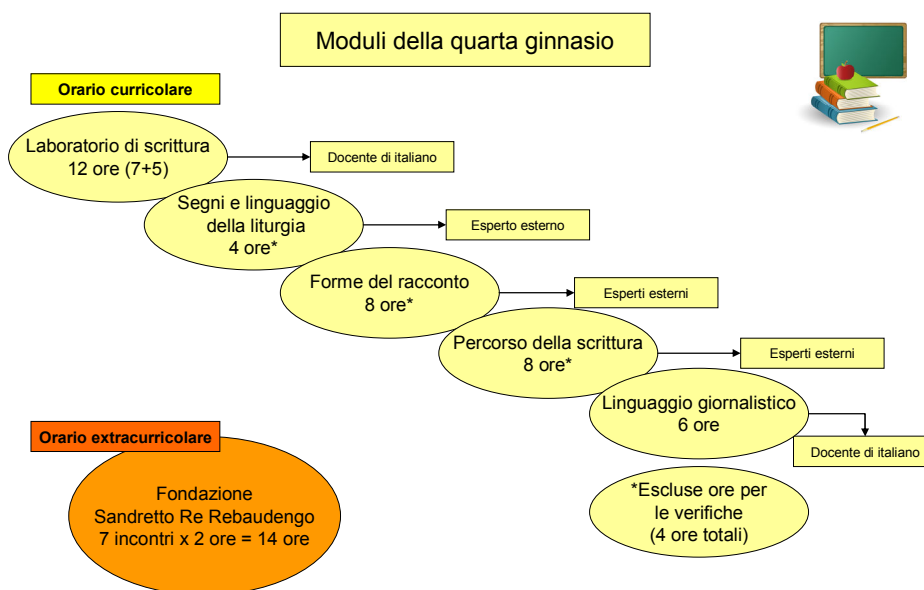 Moduli della quarta ginnasio
Orario curricolare
Laboratorio di scrittura
12 ore (7+5)
Docente di italiano
Segni e linguaggio
della liturgia
4 ore*
Esperto esterno
Forme del racconto
8 ore*
Esperti esterni
Percorso della scrittura
8 ore*
Esperti esterni
Linguaggio giornalistico
6 ore
Docente di italiano
Orario extracurricolare
Fondazione
Sandretto Re Rebaudengo
7 incontri x 2 ore = 14 ore
*Escluse ore per
le verifiche
(4 ore totali)